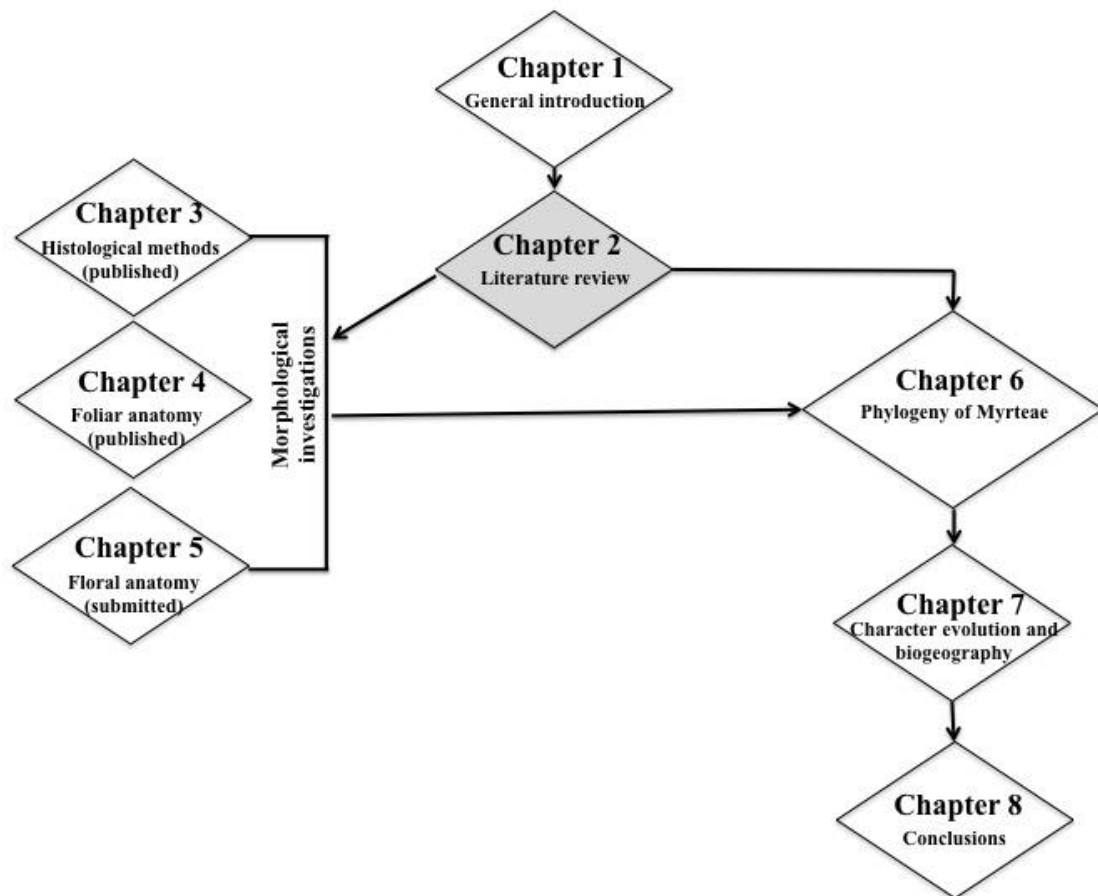 Chapter 1
General introduction
Chapter 2
Literature review
Chapter 3
Histological methods
(published)
Chapter 4
Foliar anatomy
(published)
Chapter 5
Floral anatomy
(submitted)
Morphological
investigations
Chapter 6
Phylogeny of Myrteae
Chapter 7
Character evolution and
biogeography
Chapter 8
Conclusions